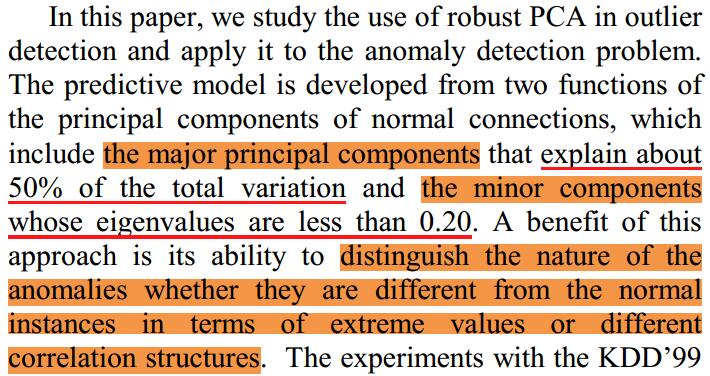 In this paper, we study the use of robust PCA in outlier
detection and apply it to the anomaly detection problem.
The predictive model is developed from two functions of
the principal components of normal connections, which
include the major principal components that explain about
50% of the total variation and the minor components
whose eigenvalues are less than 0.20. A benefit of this
approach is its ability to distinguish the nature of the
anomalies whether they are different from the normal
instances in terms of extreme values or different
correlation structures. The experiments with the KDD'99